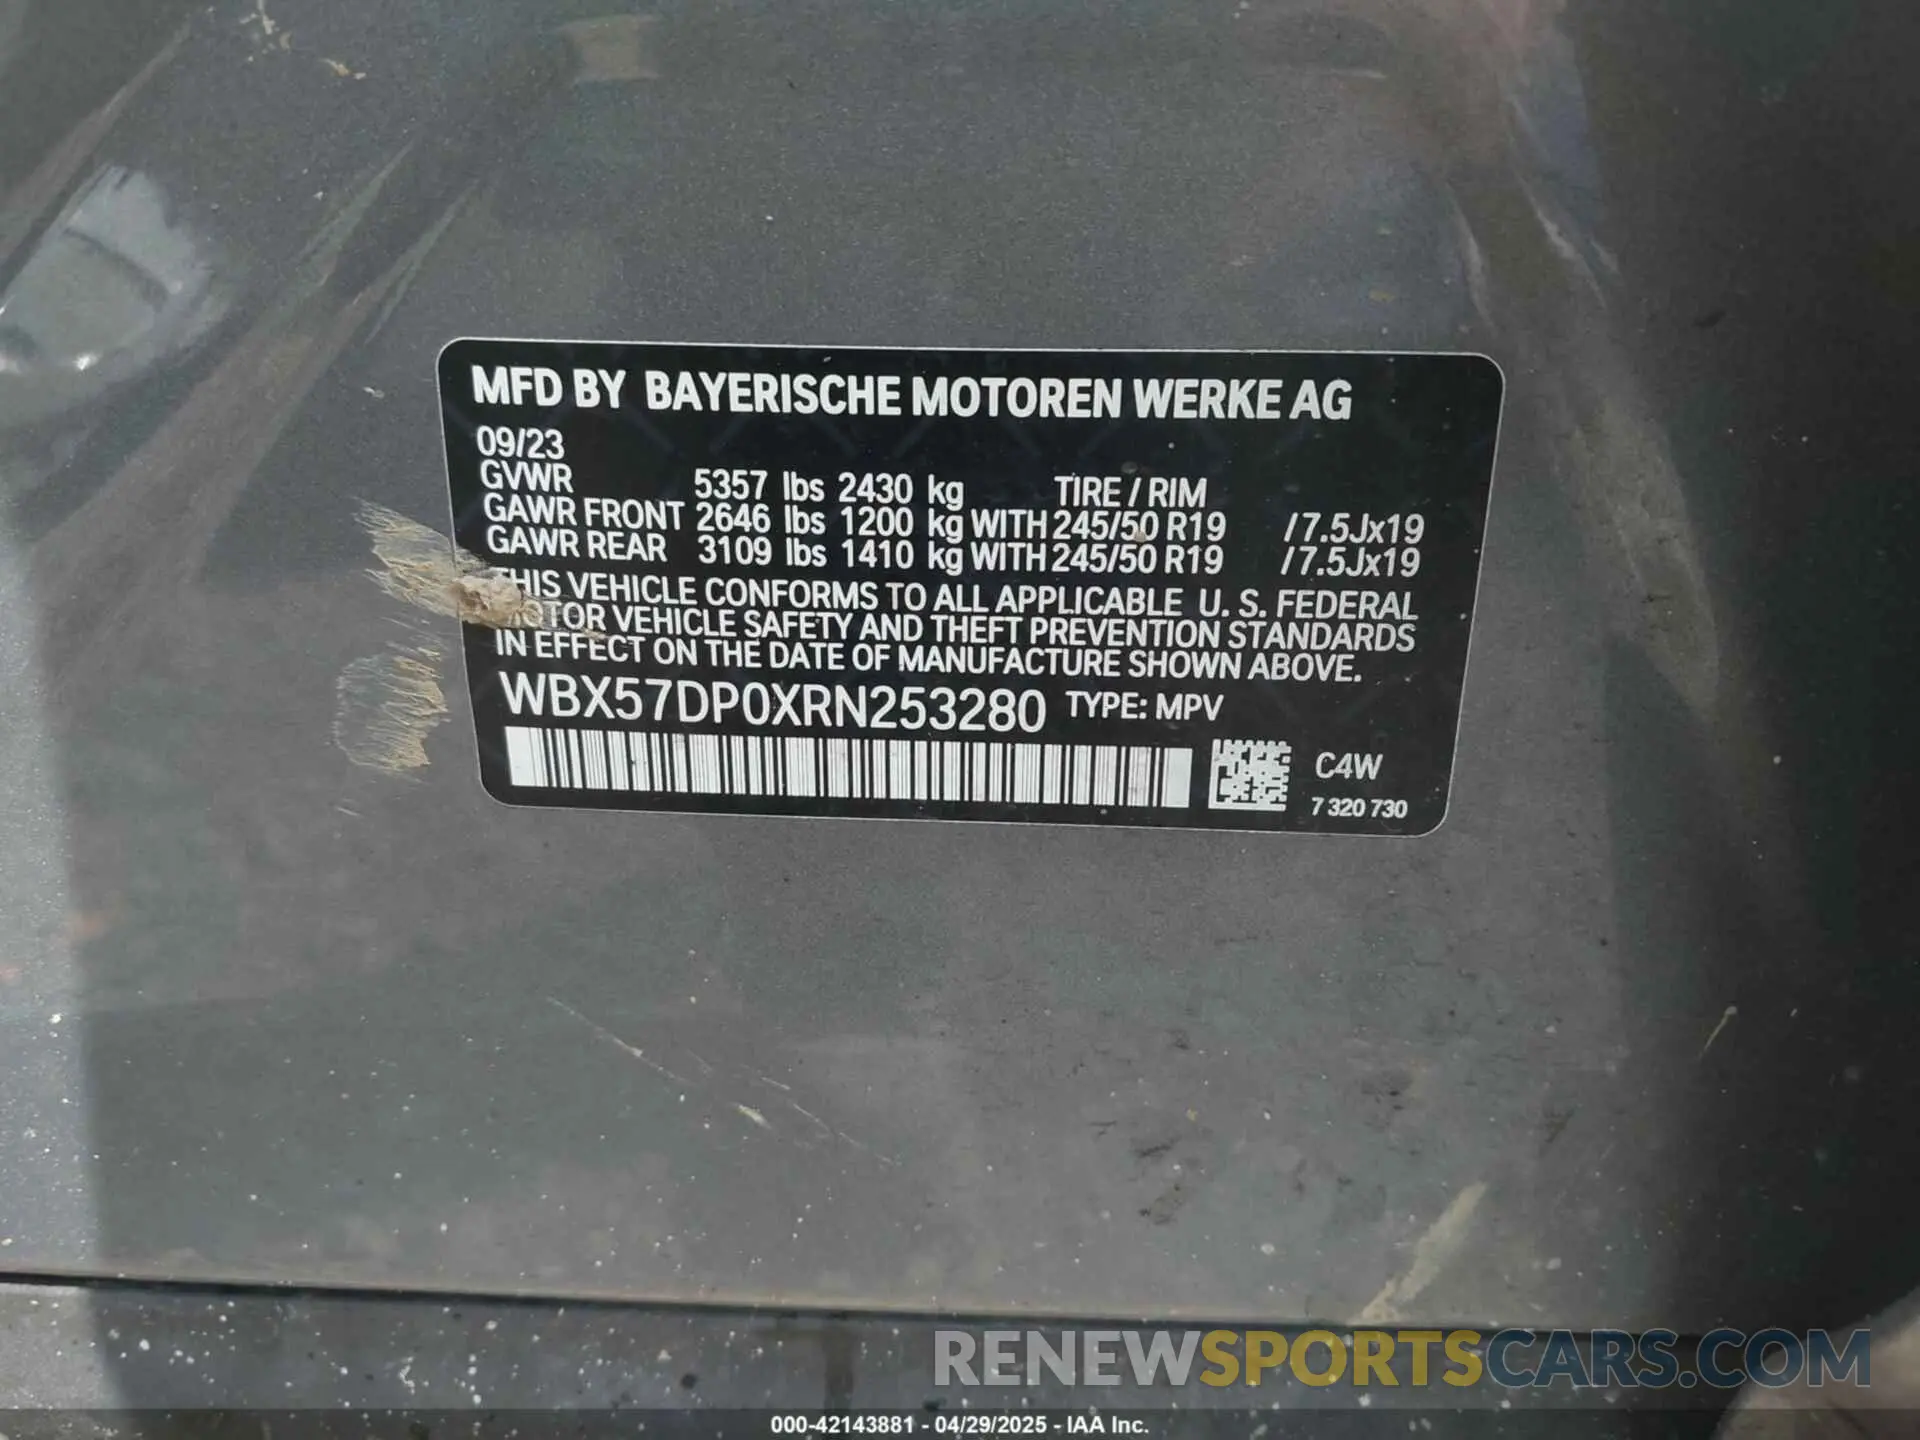 MFD BY BAYERISCHE MOTOREN WERKE AG
09/23
GVWR 5357 lbs 2430 kg TIRE / RIM
GAWR FRONT 2646 lbs 1200 kg WITH 245/50 R19 / 7.5Jx19
GAWR REAR 3109 lbs 1410 kg WITH 245/50 R19 / 7.5Jx19
THIS VEHICLE CONFORMS TO ALL APPLICABLE U. S. FEDERAL
MOTOR VEHICLE SAFETY AND THEFT PREVENTION STANDARDS
IN EFFECT ON THE DATE OF MANUFACTURE SHOWN ABOVE.
WBX57DP0XRN253280 TYPE: MPV
C4W
7 320 730
RENEWSPORTSCARS.COM
000-42143881 - 04/29/2025 - IAA Inc.